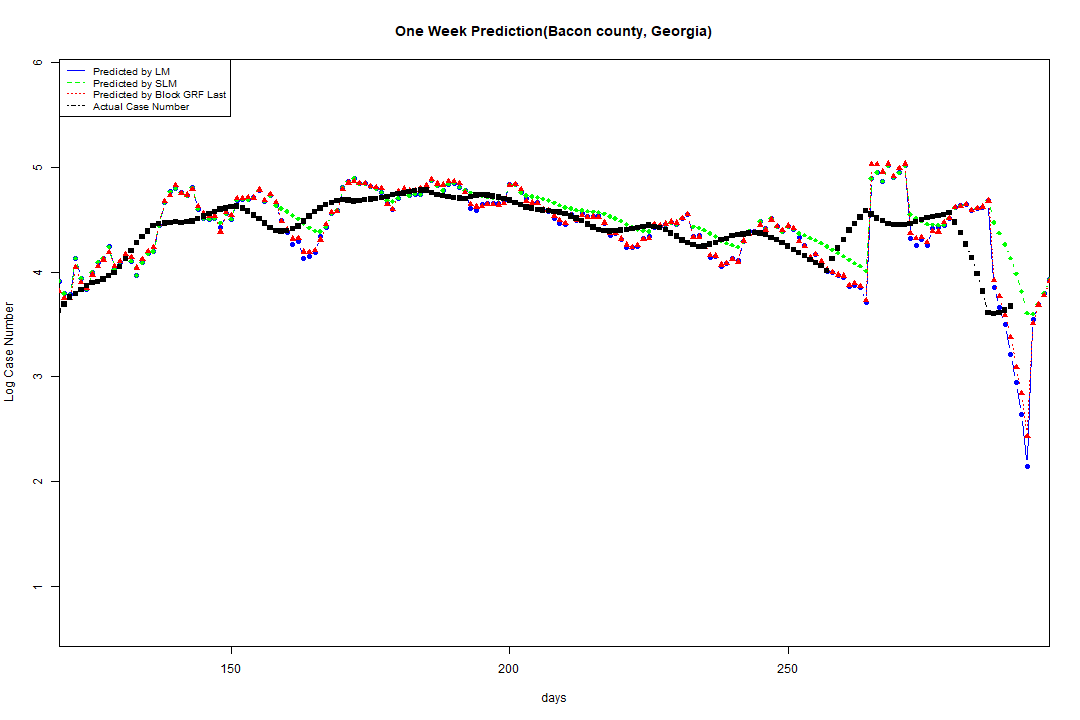 One Week Prediction(Bacon county, Georgia)
Predicted by LM
Predicted by SLM
Predicted by Block GRF Last
Actual Case Number
6
5
4
3
2
1
Log Case Number
150
200
250
days